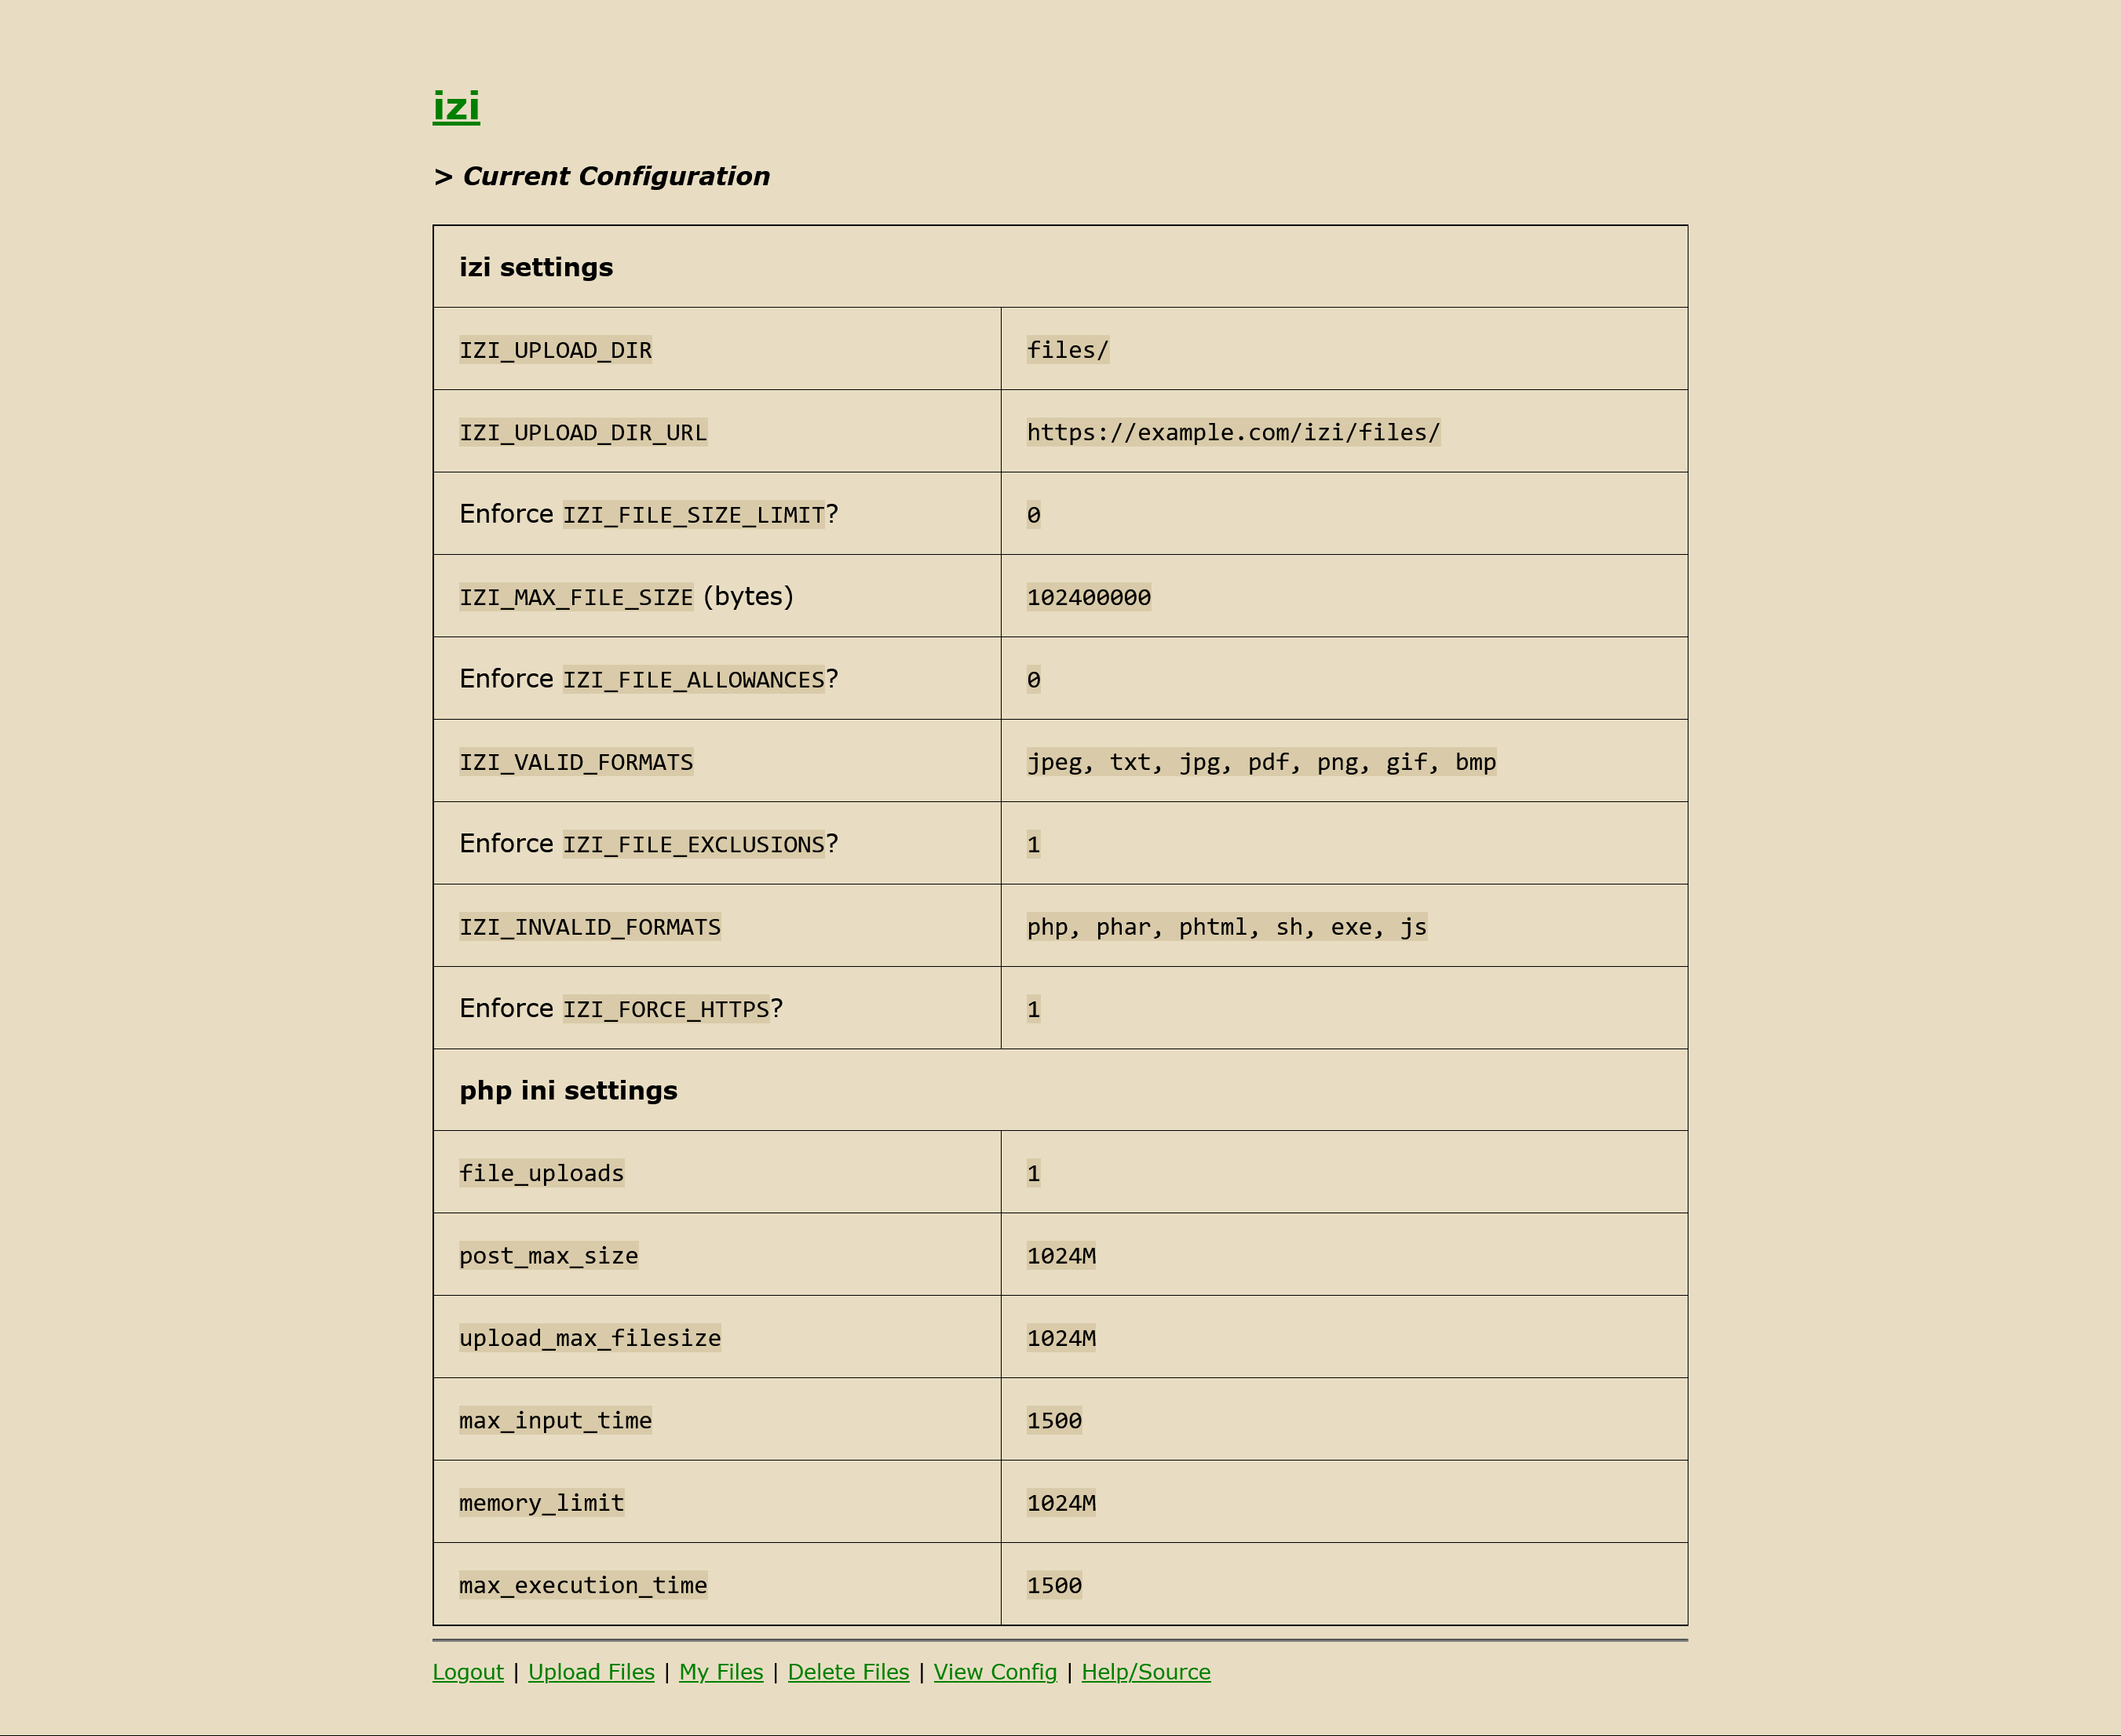 izi
> Current Configuration
izi settings
IZI_UPLOAD_DIR files/
IZI_UPLOAD_DIR_URL https://example.com/izi/files/
Enforce IZI_FILE_SIZE_LIMIT? 0
IZI_MAX_FILE_SIZE (bytes) 102400000
Enforce IZI_FILE_ALLOWANCES? 0
IZI_VALID_FORMATS jpeg, txt, jpg, pdf, png, gif, bmp
Enforce IZI_FILE_EXCLUSIONS? 1
IZI_INVALID_FORMATS php, phar, phtml, sh, exe, js
Enforce IZI_FORCE_HTTPS? 1
php ini settings
file_uploads 1
post_max_size 1024M
upload_max_filesize 1024M
max_input_time 1500
memory_limit 1024M
max_execution_time 1500
Logout | Upload Files | My Files | Delete Files | View Config | Help/Source